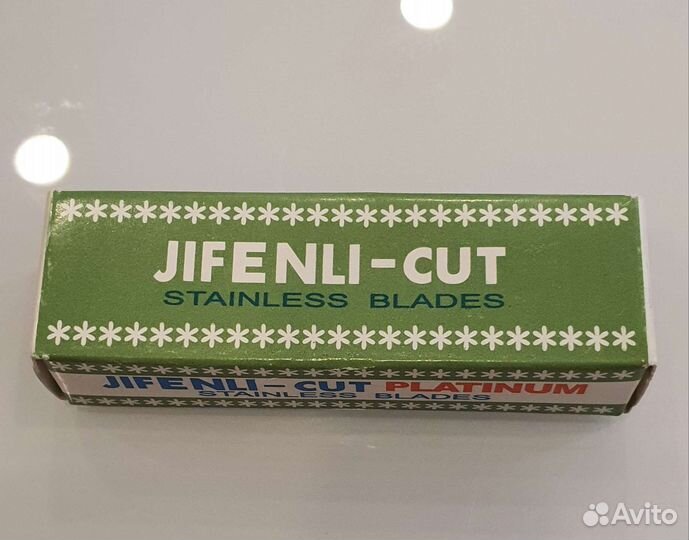 JIFENLI-CUT
STAINLESS BLADES
JIFENLI-CUT PLATINUM
STAINLESS BLADES
Avito